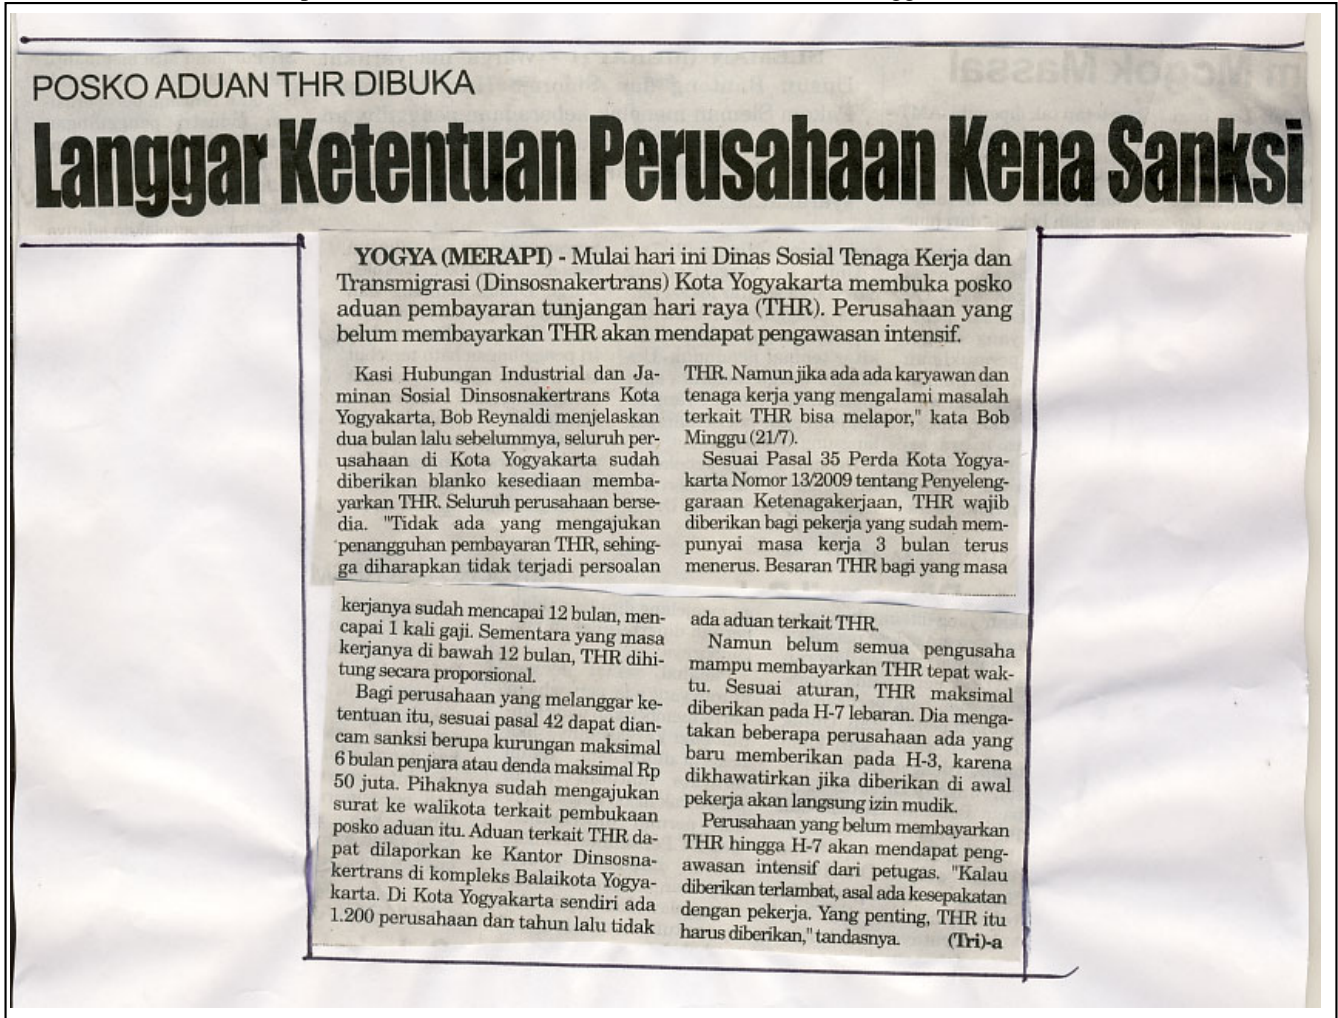 POSKO ADUAN THR DIBUKA
Langgar Ketentuan Perusahaan Kena Sanksi
YOGYA (MERAPI) - Mulai hari ini Dinas Sosial Tenaga Kerja dan
Transmigrasi (Dinsosnakertrans) Kota Yogyakarta membuka posko
aduan pembayaran tunjangan hari raya (THR). Perusahaan yang
belum membayarkan THR akan mendapat pengawasan intensif.
Kasi Hubungan Industrial dan Ja-
minan Sosial Dinsosnakertrans Kota
Yogyakarta, Bob Reynaldi menjelaskan
dua bulan lalu sebelummya, seluruh per-
usahaan di Kota Yogyakarta sudah
diberikan blanko kesediaan memba-
yarkan THR. Seluruh perusahaan berse-
dia. "Tidak ada yang mengajukan
penangguhan pembayaran THR, sehing-
ga diharapkan tidak terjadi persoalan
THR. Namun jika ada ada karyawan dan
tenaga kerja yang mengalami masalah
terkait THR bisa melapor," kata Bob
Minggu (21/7).
Sesuai Pasal 35 Perda Kota Yogya-
karta Nomor 13/2009 tentang Penyeleng-
garaan Ketenagakerjaan, THR wajib
diberikan bagi pekerja yang sudah mem-
punyai masa kerja 3 bulan terus
menerus. Besaran THR bagi yang masa
kerjanya sudah mencapai 12 bulan, men-
capai 1 kali gaji. Sementara yang masa
kerjanya di bawah 12 bulan, THR dihi-
tung secara proporsional.
Bagi perusahaan yang melanggar ke-
tentuan itu, sesuai pasal 42 dapat dian-
cam sanksi berupa kurungan maksimal
6 bulan penjara atau denda maksimal Rp
50 juta. Pihaknya sudah mengajukan
surat ke walikota terkait pembukaan
posko aduan itu. Aduan terkait THR da-
pat dilaporkan ke Kantor Dinsosna-
kertrans di kompleks Balaikota Yogya-
karta. Di Kota Yogyakarta sendiri ada
1.200 perusahaan dan tahun lalu tidak
ada aduan terkait THR.
Namun belum semua pengusaha
mampu membayarkan THR tepat wak-
tu. Sesuai aturan, THR maksimal
diberikan pada H-7 lebaran. Dia menga-
takan beberapa perusahaan ada yang
baru memberikan pada H-3, karena
dikhawatirkan jika diberikan di awal
pekerja akan langsung izin mudik.
Perusahaan yang belum membayarkan
THR hingga H-7 akan mendapat peng-
awasan intensif dari petugas. "Kalau
diberikan terlambat, asal ada kesepakatan
dengan pekerja. Yang penting, THR itu
harus diberikan," tandasnya. (Tri)-a